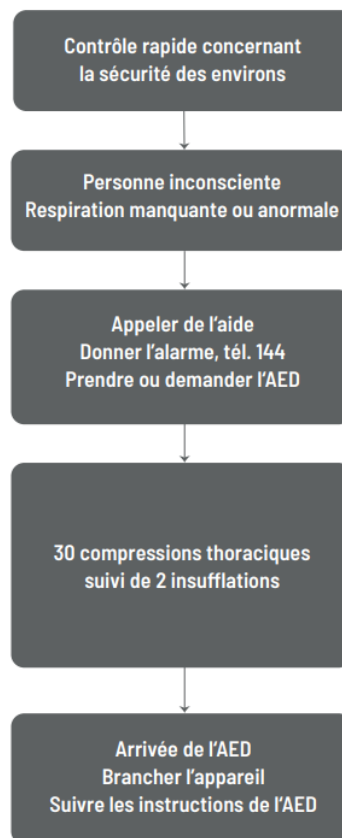 Contrôle rapide concernant
la sécurité des environs
Personne inconsciente
Respiration manquante ou anormale
Appeler de l'aide
Donner l'alarme, tél. 144
Prendre ou demander l'AED
30 compressions thoraciques
suivi de 2 insufflations
Arrivée de l'AED
Brancher l'appareil
Suivre les instructions de l'AED